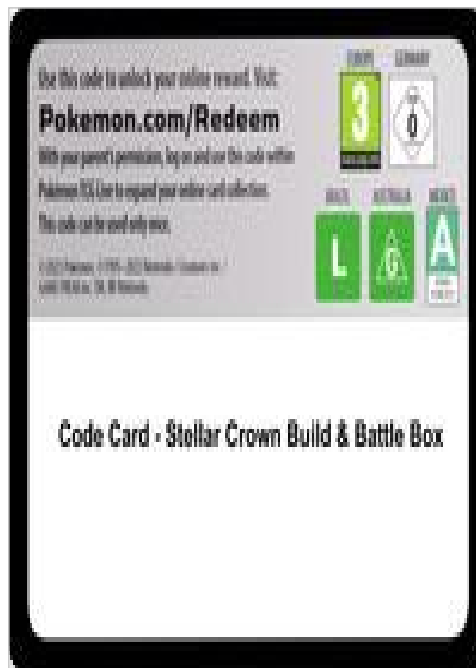 Use this code to unlock your online reward. Visit:
Pokemon.com/Redeem
With your parent's permission, log on and use this code within
Pokémon TCG Live to expand your online card collection.
This code can be used only once.
EUROPE GERMANY
3
0
BRAZIL AUSTRALIA MEXICO
L G A
Code Card - Stellar Crown Build & Battle Box